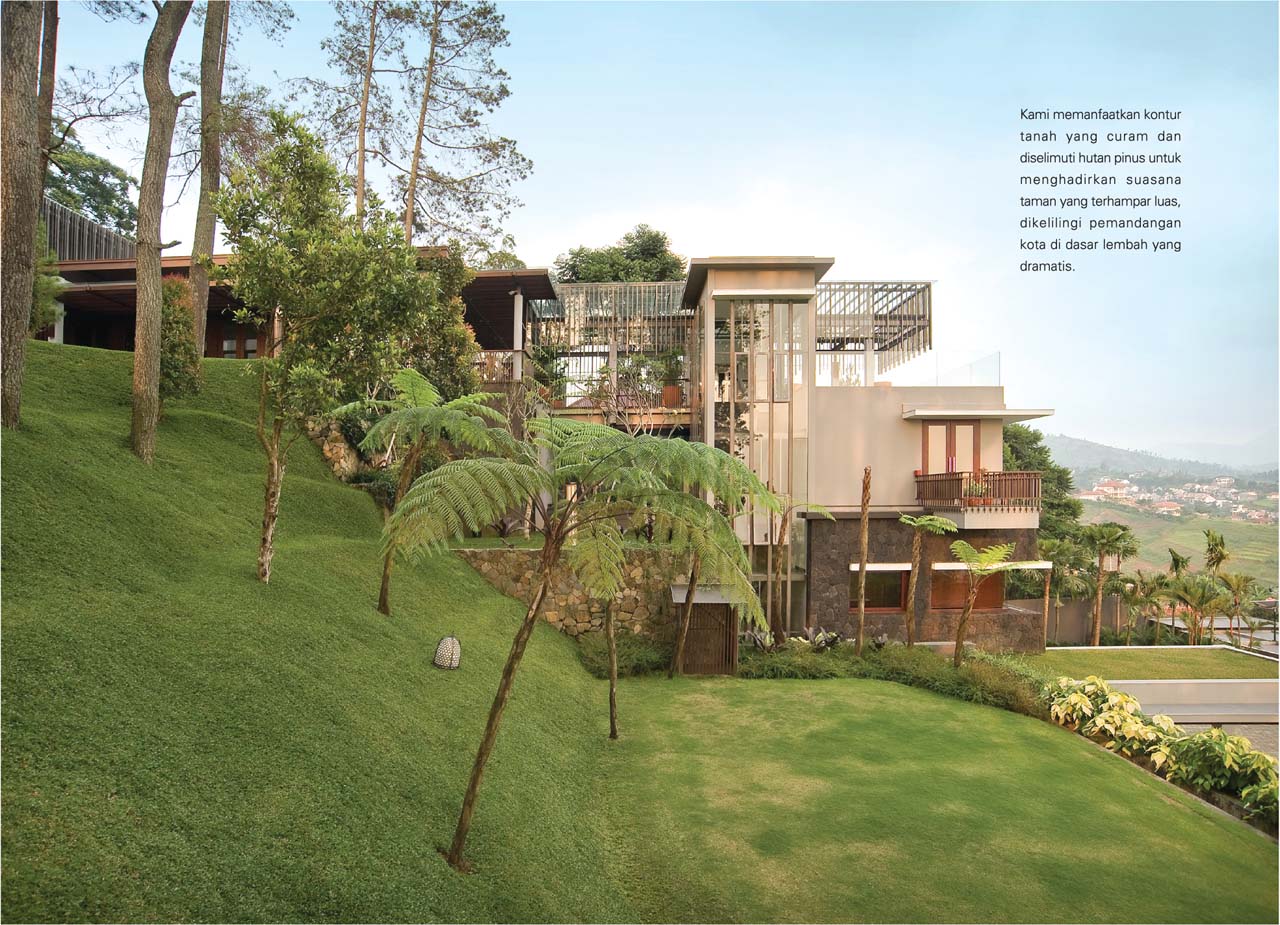 Kami memanfaatkan kontur
tanah yang curam dan
diselimuti hutan pinus untuk
menghadirkan suasana
taman yang terhampar luas,
dikelilingi pemandangan
kota di dasar lembah yang
dramatis.